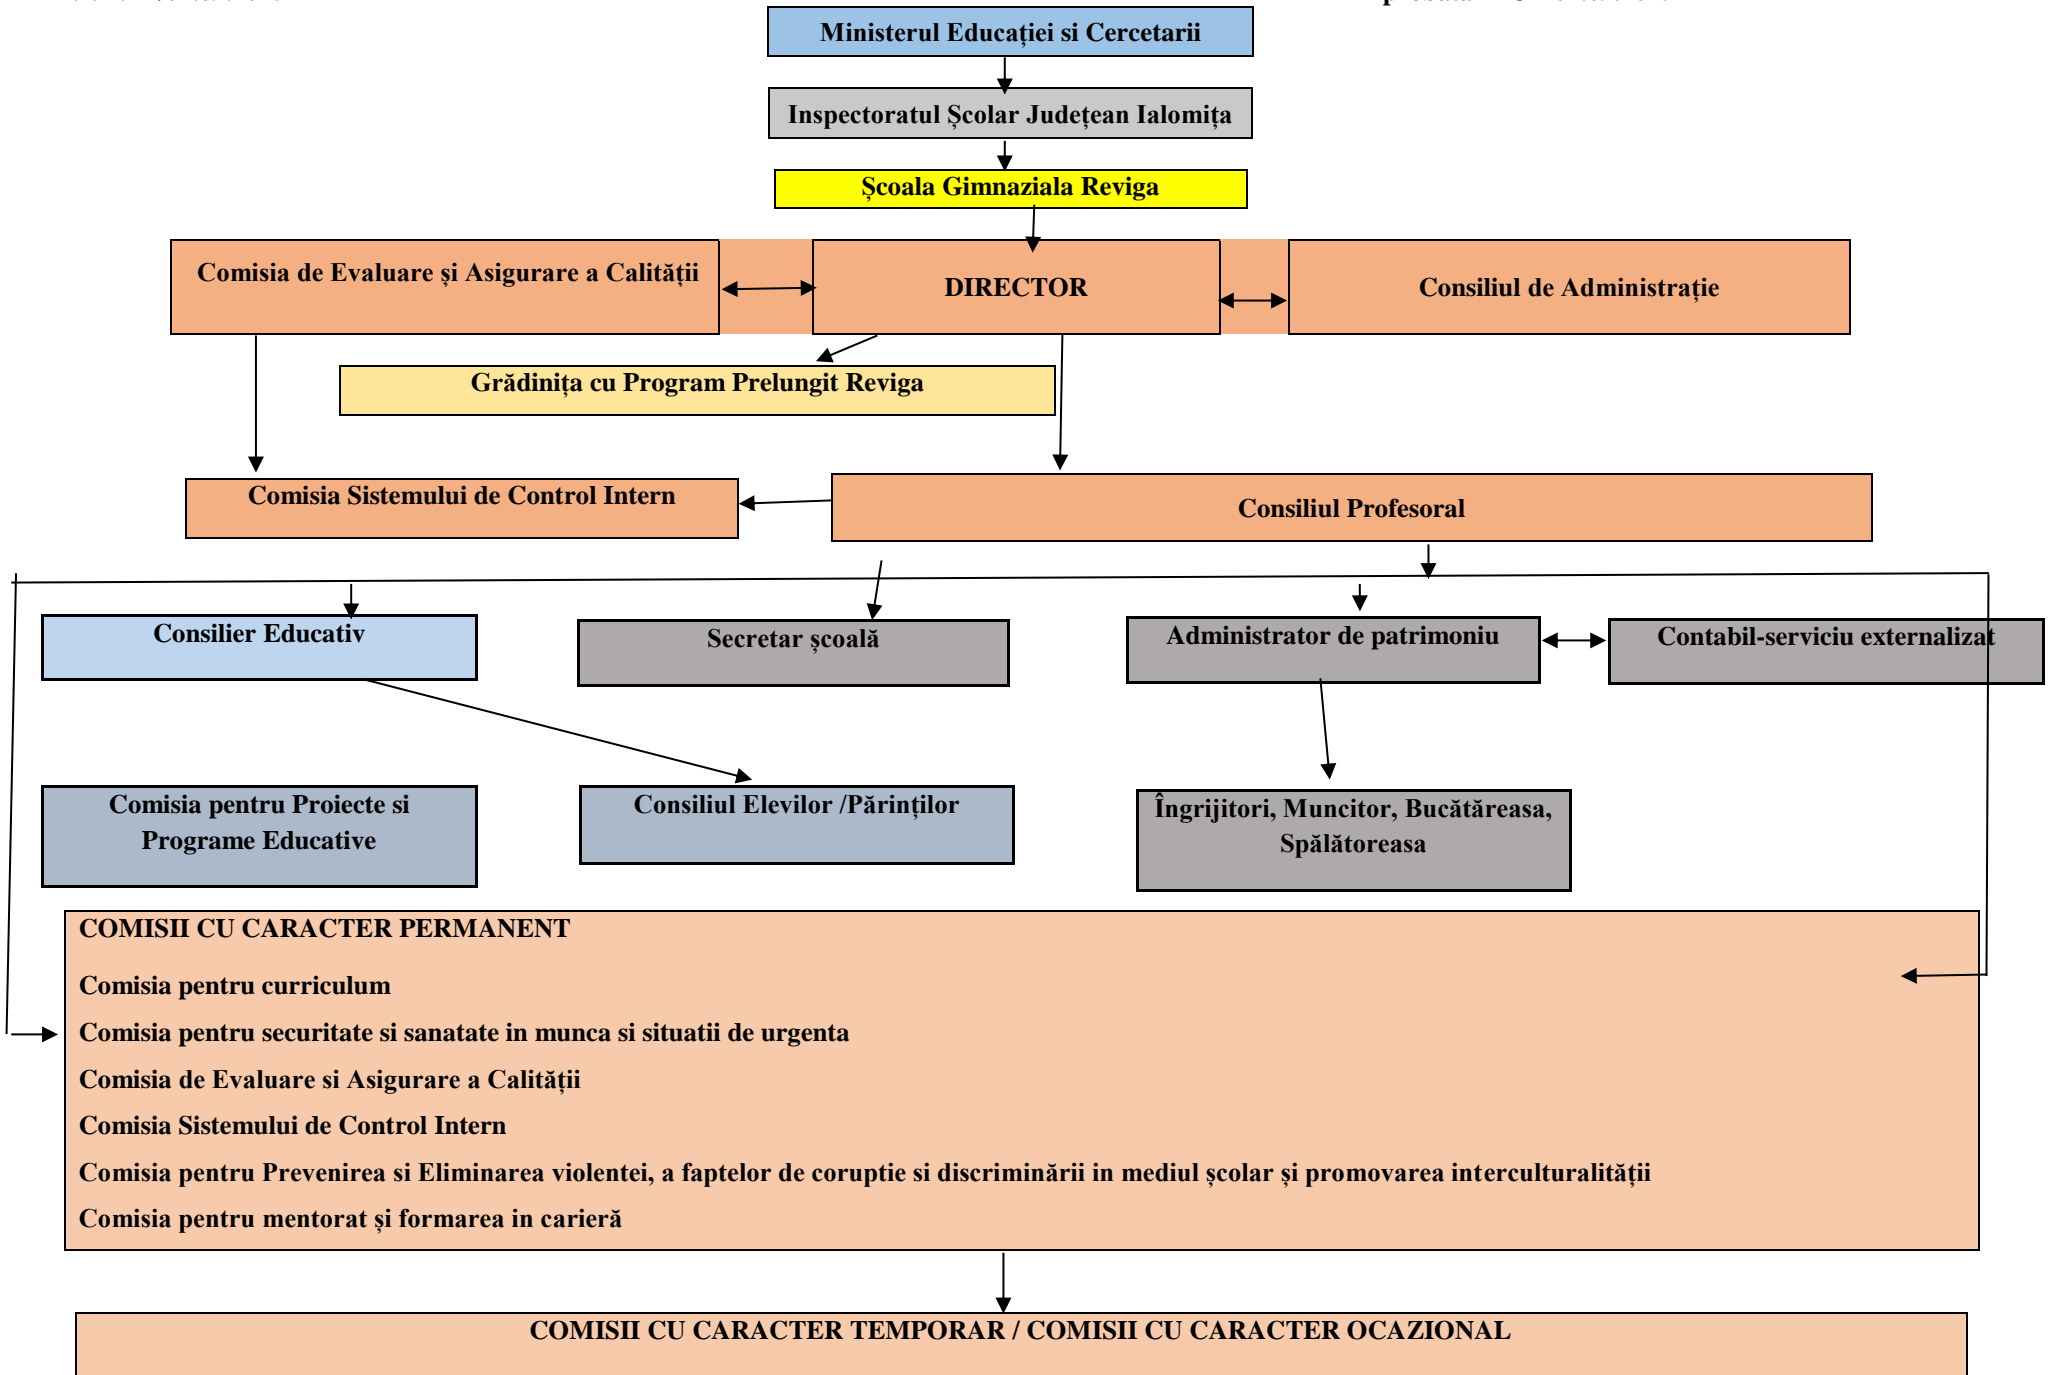 Ministerul Educației si Cercetarii
Inspectoratul Școlar Județean Ialomița
Școala Gimnaziala Reviga
Comisia de Evaluare și Asigurare a Calității
DIRECTOR
Consiliul de Administrație
Grădinița cu Program Prelungit Reviga
Comisia Sistemului de Control Intern
Consiliul Profesoral
Consilier Educativ
Secretar școală
Administrator de patrimoniu
Contabil-serviciu externalizat
Comisia pentru Proiecte si
Programe Educative
Consiliul Elevilor /Părinților
Îngrijitori, Muncitor, Bucătăreasa,
Spălătoreasa
COMISII CU CARACTER PERMANENT
Comisia pentru curriculum
Comisia pentru securitate si sanatate in munca si situatii de urgenta
Comisia de Evaluare si Asigurare a Calității
Comisia Sistemului de Control Intern
Comisia pentru Prevenirea si Eliminarea violentei, a faptelor de coruptie si discriminării in mediul școlar și promovarea interculturalității
Comisia pentru mentorat și formarea in carieră
COMISII CU CARACTER TEMPORAR / COMISII CU CARACTER OCAZIONAL